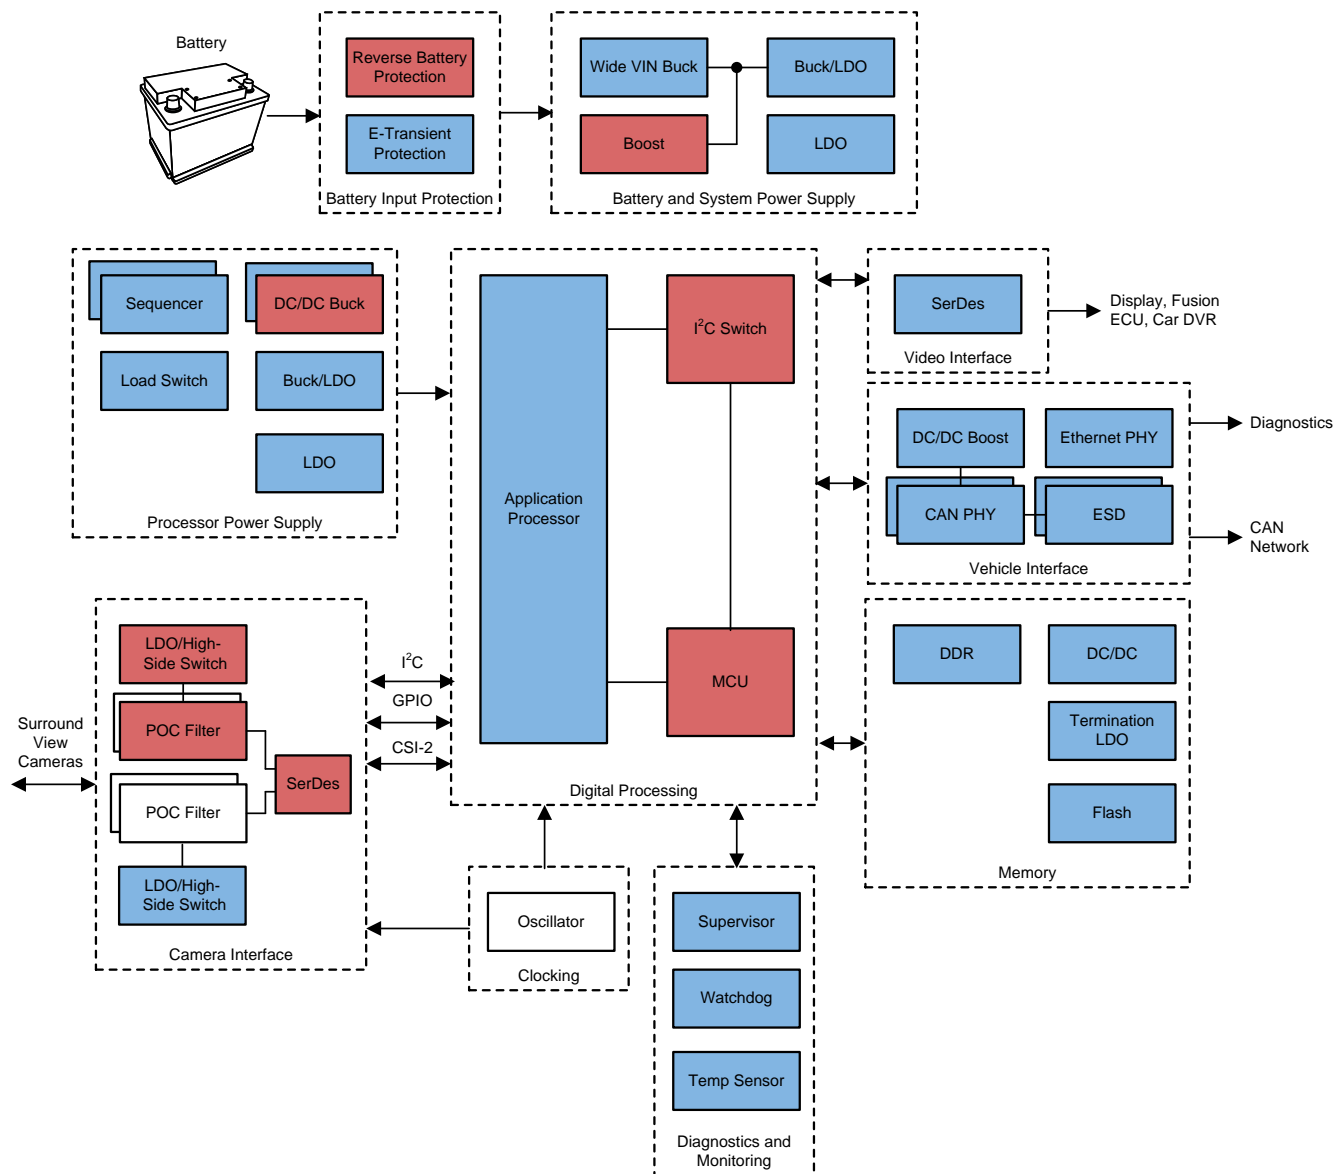 Battery
Reverse Battery
Protection
E-Transient
Protection
Battery Input Protection
Wide VIN Buck
Buck/LDO
Boost
LDO
Battery and System Power Supply
Sequencer
DC/DC Buck
Load Switch
Buck/LDO
LDO
Processor Power Supply
Application
Processor
I²C Switch
MCU
Digital Processing
SerDes
Video Interface
Display, Fusion
ECU, Car DVR
DC/DC Boost
Ethernet PHY
CAN PHY
ESD
Vehicle Interface
Diagnostics
CAN
Network
DDR
DC/DC
Termination
LDO
Flash
Memory
Surround
View
Cameras
LDO/High-
Side Switch
POC Filter
SerDes
POC Filter
LDO/High-
Side Switch
Camera Interface
I²C
GPIO
CSI-2
Oscillator
Clocking
Supervisor
Watchdog
Temp Sensor
Diagnostics and
Monitoring